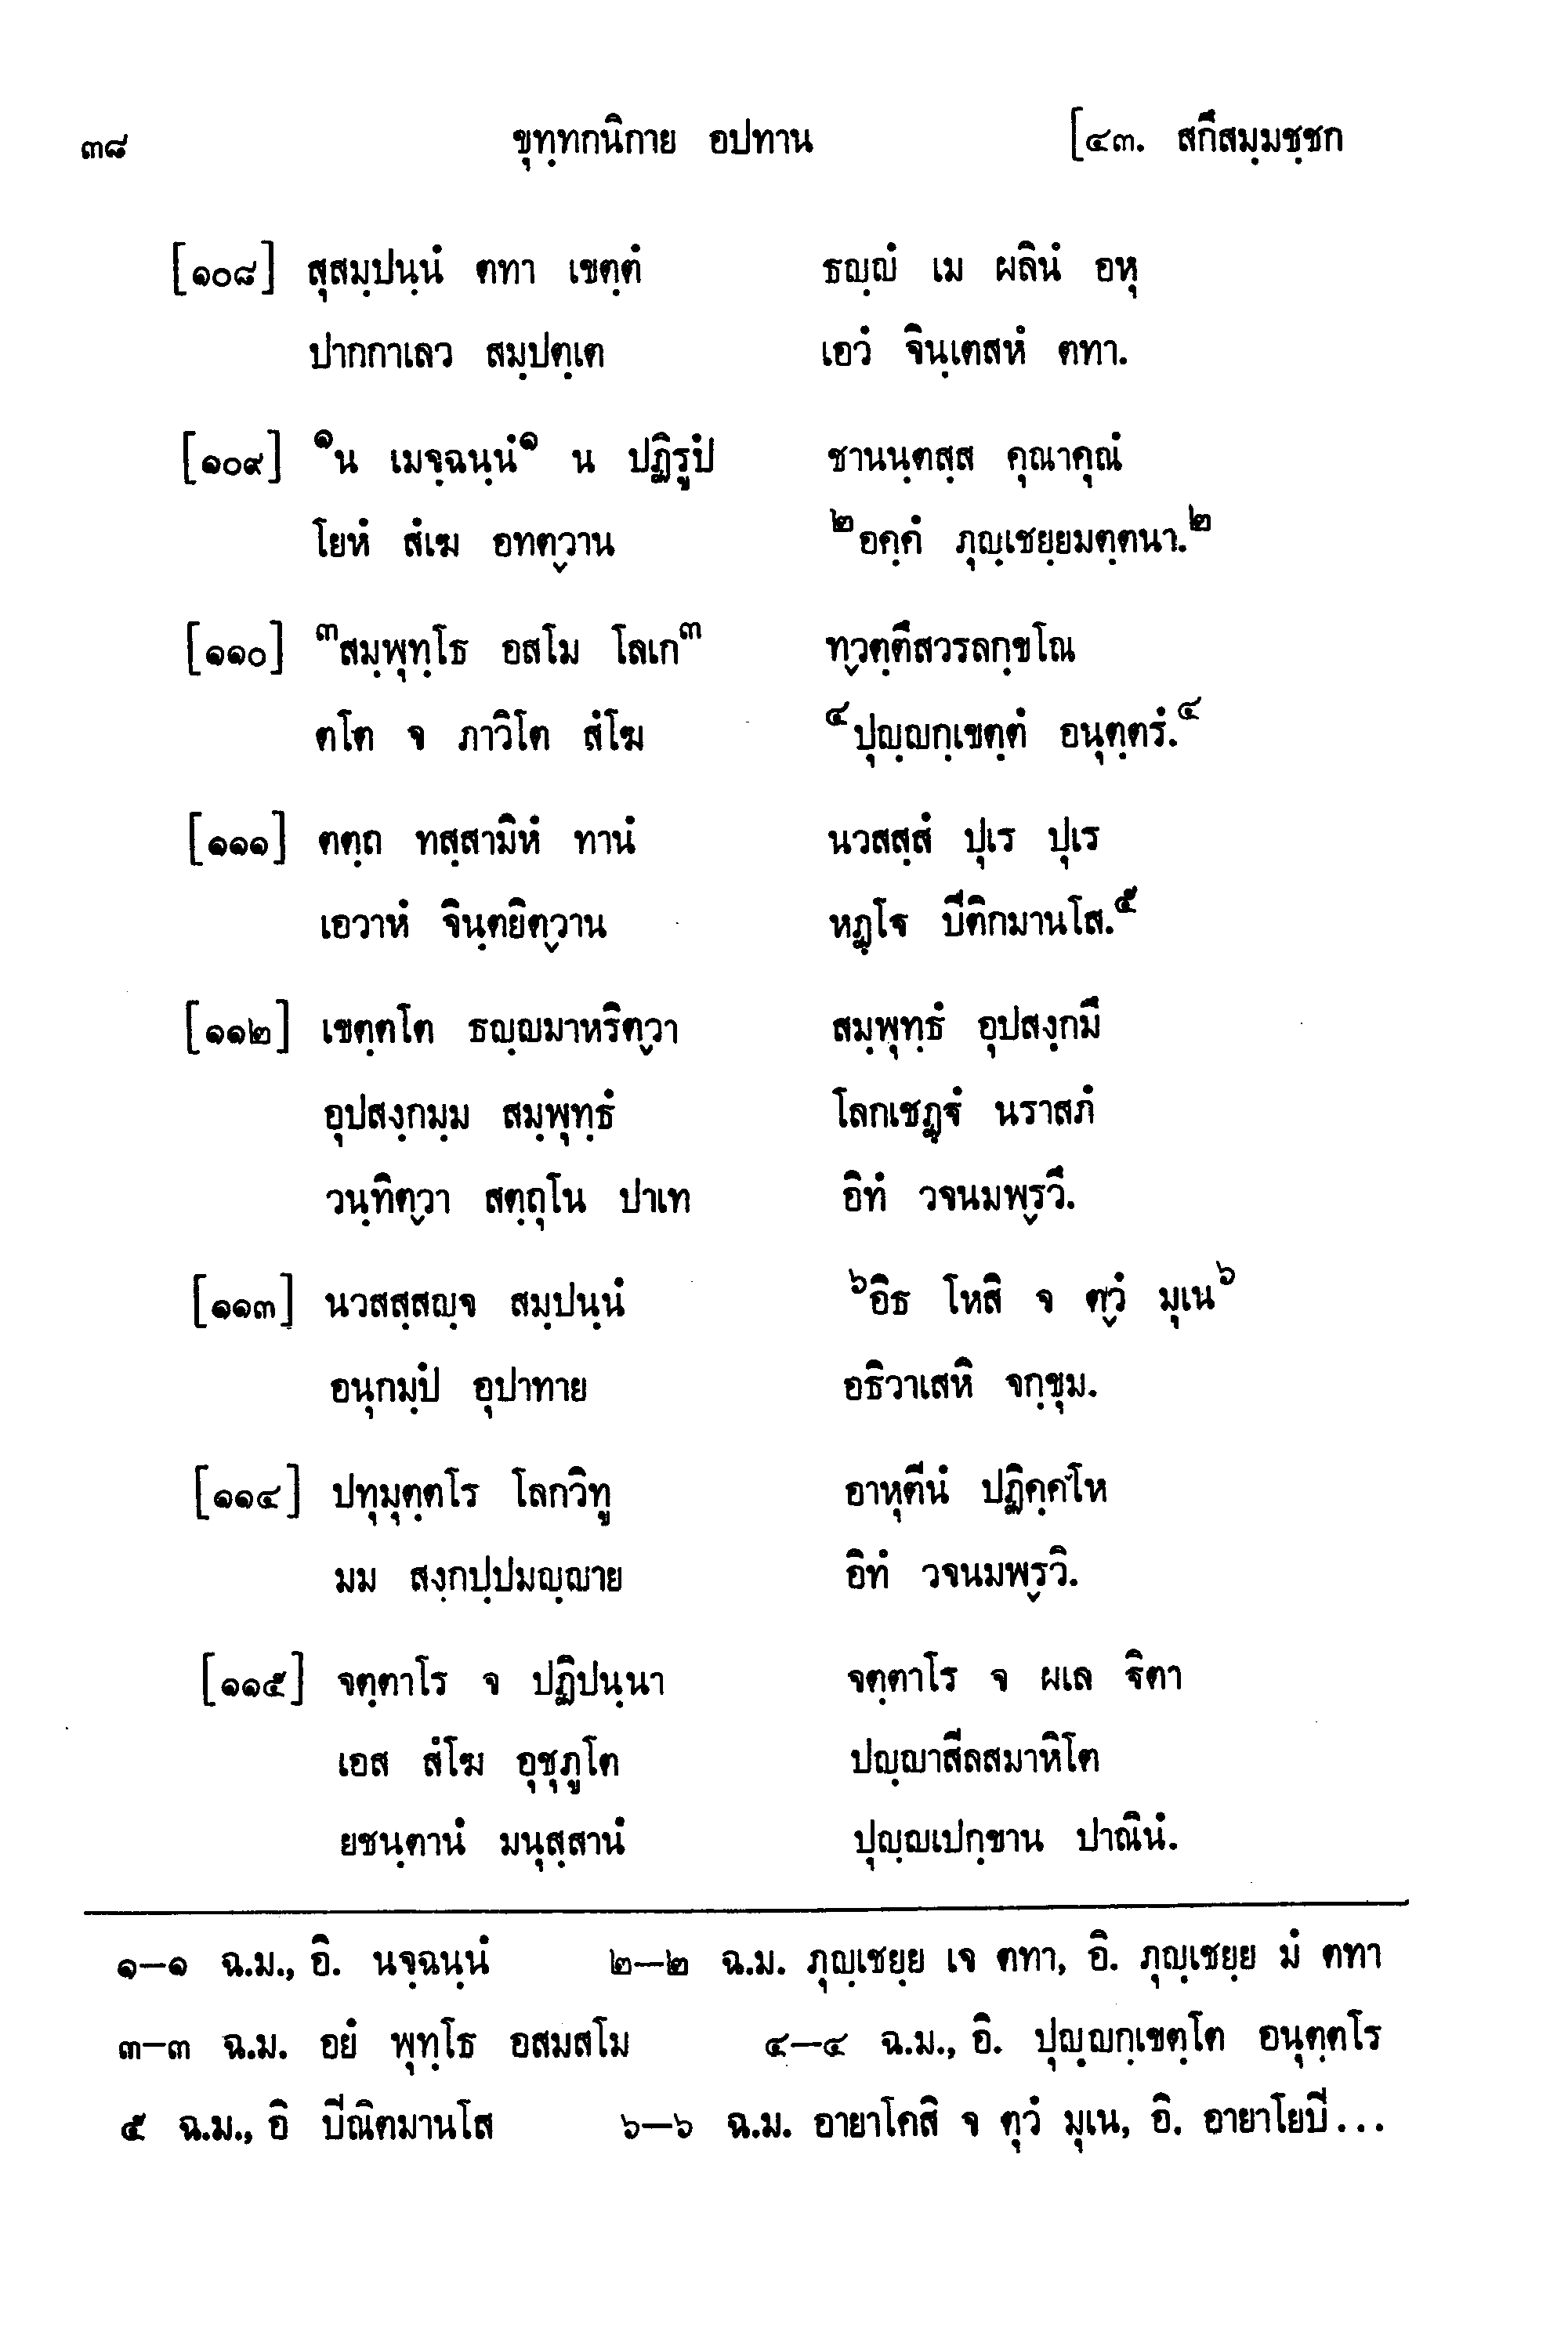 ๓๘ ขุทฺทกนิกาย อปทาน [๔๓. สกึสมฺมชฺชก
[๑๐๘] สุสมฺปนฺนํ ตทา เขตฺตํ ธญฺญํ เม ผลินํ อหุ
ปากกาเลว สมฺปตฺเต เอวํ จินฺเตสหํ ตทา.
[๑๐๙] ๑น เมจฺฉนฺนํ๑ น ปฏิรูปํ ชานนฺตสฺส คุณาคุณํ
โยหํ สํเฆ อทตฺวาน ๒อคฺคํ ภุญฺเชยฺยมตฺตนา.๒
[๑๑๐] ๓สมฺพุทฺโธ อสโม โลเก๓ ทฺวตฺตึสวรลกฺขโณ
ตโต จ ภาวิโต สํโฆ ๔ปุญฺญกฺเขตฺตํ อนุตฺตรํ.๔
[๑๑๑] ตตฺถ ทสฺสามิหํ ทานํ นวสสฺสํ ปุเร ปุเร
เอวาหํ จินฺตยิตฺวาน หฏฺโฐ ปีติกมานโส.๕
[๑๑๒] เขตฺตโต ธญฺญมาหริตฺวา สมฺพุทฺธํ อุปสงฺกมึ
อุปสงฺกมฺม สมฺพุทฺธํ โลกเชฏฺฐํ นราสภํ
วนฺทิตฺวา สตฺถุโน ปาเท อิทํ วจนมพฺรวึ.
[๑๑๓] นวสสฺสญฺจ สมฺปนฺนํ ๖อิธ โหสิ จ ตฺวํ มุเน๖
อนุกมฺปํ อุปาทาย อธิวาเสหิ จกฺขุม.
[๑๑๔] ปทุมุตฺตโร โลกวิทู อาหุตีนํ ปฏิคฺคโห
มม สงฺกปฺปมญฺญาย อิทํ วจนมพฺรวิ.
[๑๑๕] จตฺตาโร จ ปฏิปนฺนา จตฺตาโร จ ผเล ฐิตา
เอส สํโฆ อุชุภูโต ปญฺญาสีลสมาหิโต
ยชนฺตานํ มนุสฺสานํ ปุญฺญเปกฺขาน ปาณินํ.
๑–๑ ฉ.ม., อิ. นจฺฉนฺนํ ๒–๒ ฉ.ม. ภุญฺเชยฺย เจ ตทา, อิ. ภุญฺเชยฺย มํ ตทา
๓–๓ ฉ.ม. อยํ พุทฺโธ อสมสโม ๔–๔ ฉ.ม., อิ. ปุญฺญกฺเขตฺโต อนุตฺตโร
๕ ฉ.ม., อิ ปีณิตมานโส ๖–๖ ฉ.ม. อายาโคสิ จ ตุวํ มุเน, อิ. อายาโยปี...